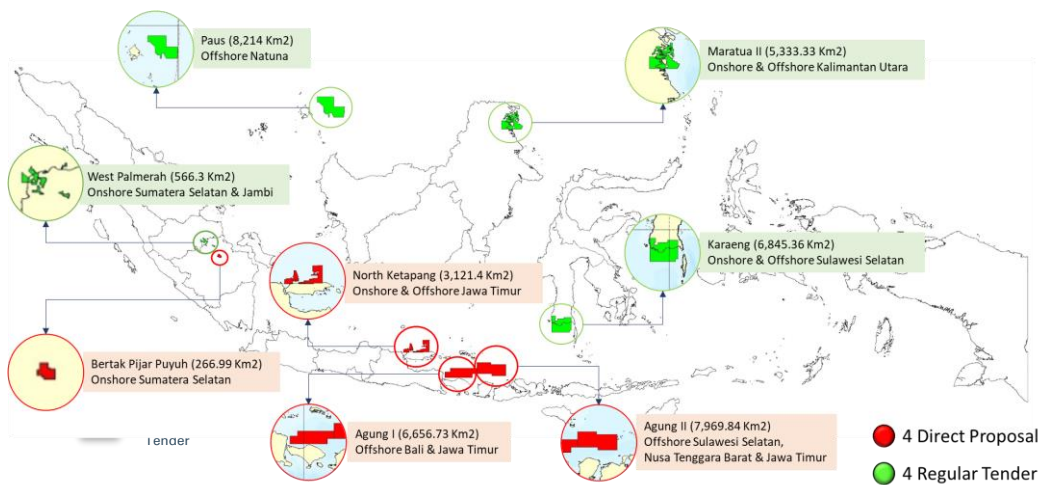 Paus (8,214 Km2)
Offshore Natuna
Maratua II (5,333.33 Km2)
Onshore & Offshore Kalimantan Utara
West Palmerah (566.3 Km2)
Onshore Sumatera Selatan & Jambi
Karaeng (6,845.36 Km2)
Onshore & Offshore Sulawesi Selatan
North Ketapang (3,121.4 Km2)
Onshore & Offshore Jawa Timur
Bertak Pijar Puyuh (266.99 Km2)
Onshore Sumatera Selatan
Agung I (6,656.73 Km2)
Offshore Bali & Jawa Timur
Agung II (7,969.84 Km2)
Offshore Sulawesi Selatan,
Nusa Tenggara Barat & Jawa Timur
Tender
4 Direct Proposal
4 Regular Tender